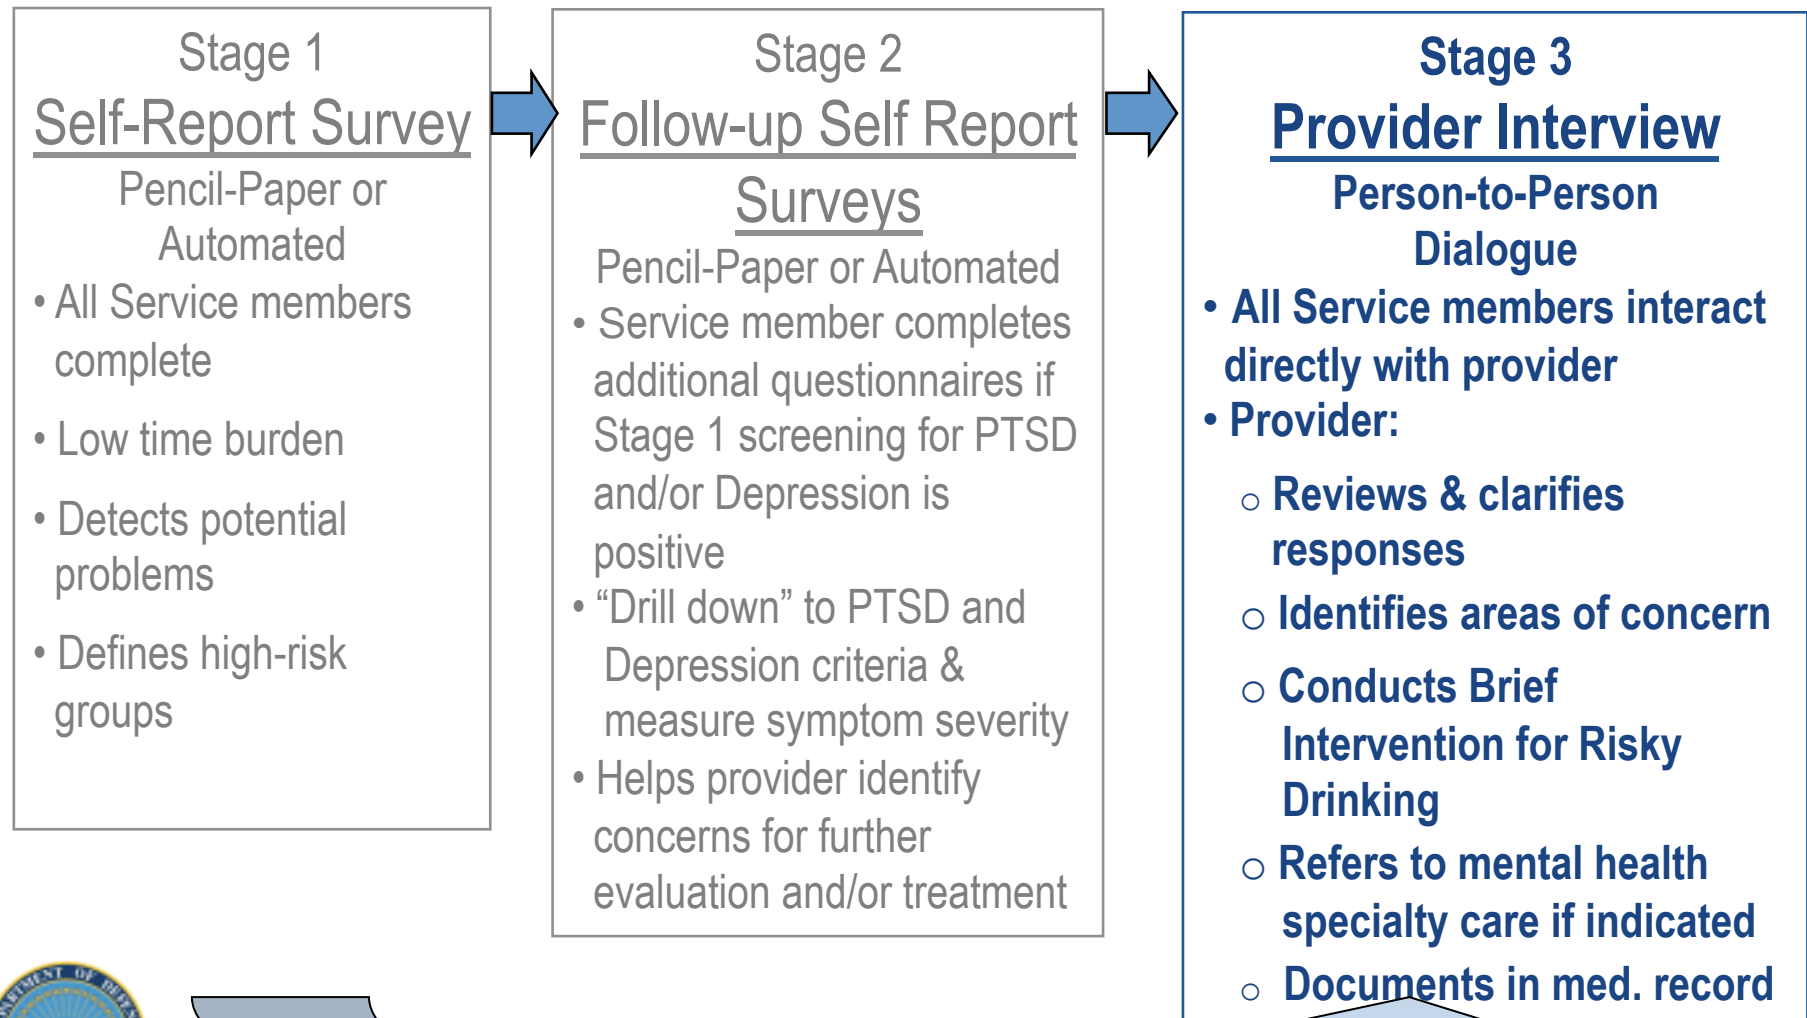 Stage 1
Self-Report Survey
Pencil-Paper or
Automated
• All Service members
complete
• Low time burden
• Detects potential
problems
• Defines high-risk
groups
Stage 2
Follow-up Self Report
Surveys
Pencil-Paper or Automated
• Service member completes
additional questionnaires if
Stage 1 screening for PTSD
and/or Depression is
positive
• “Drill down” to PTSD and
Depression criteria &
measure symptom severity
• Helps provider identify
concerns for further
evaluation and/or treatment
Stage 3
Provider Interview
Person-to-Person
Dialogue
• All Service members interact
directly with provider
• Provider:
○ Reviews & clarifies
responses
○ Identifies areas of concern
○ Conducts Brief
Intervention for Risky
Drinking
○ Refers to mental health
specialty care if indicated
○ Documents in med. record